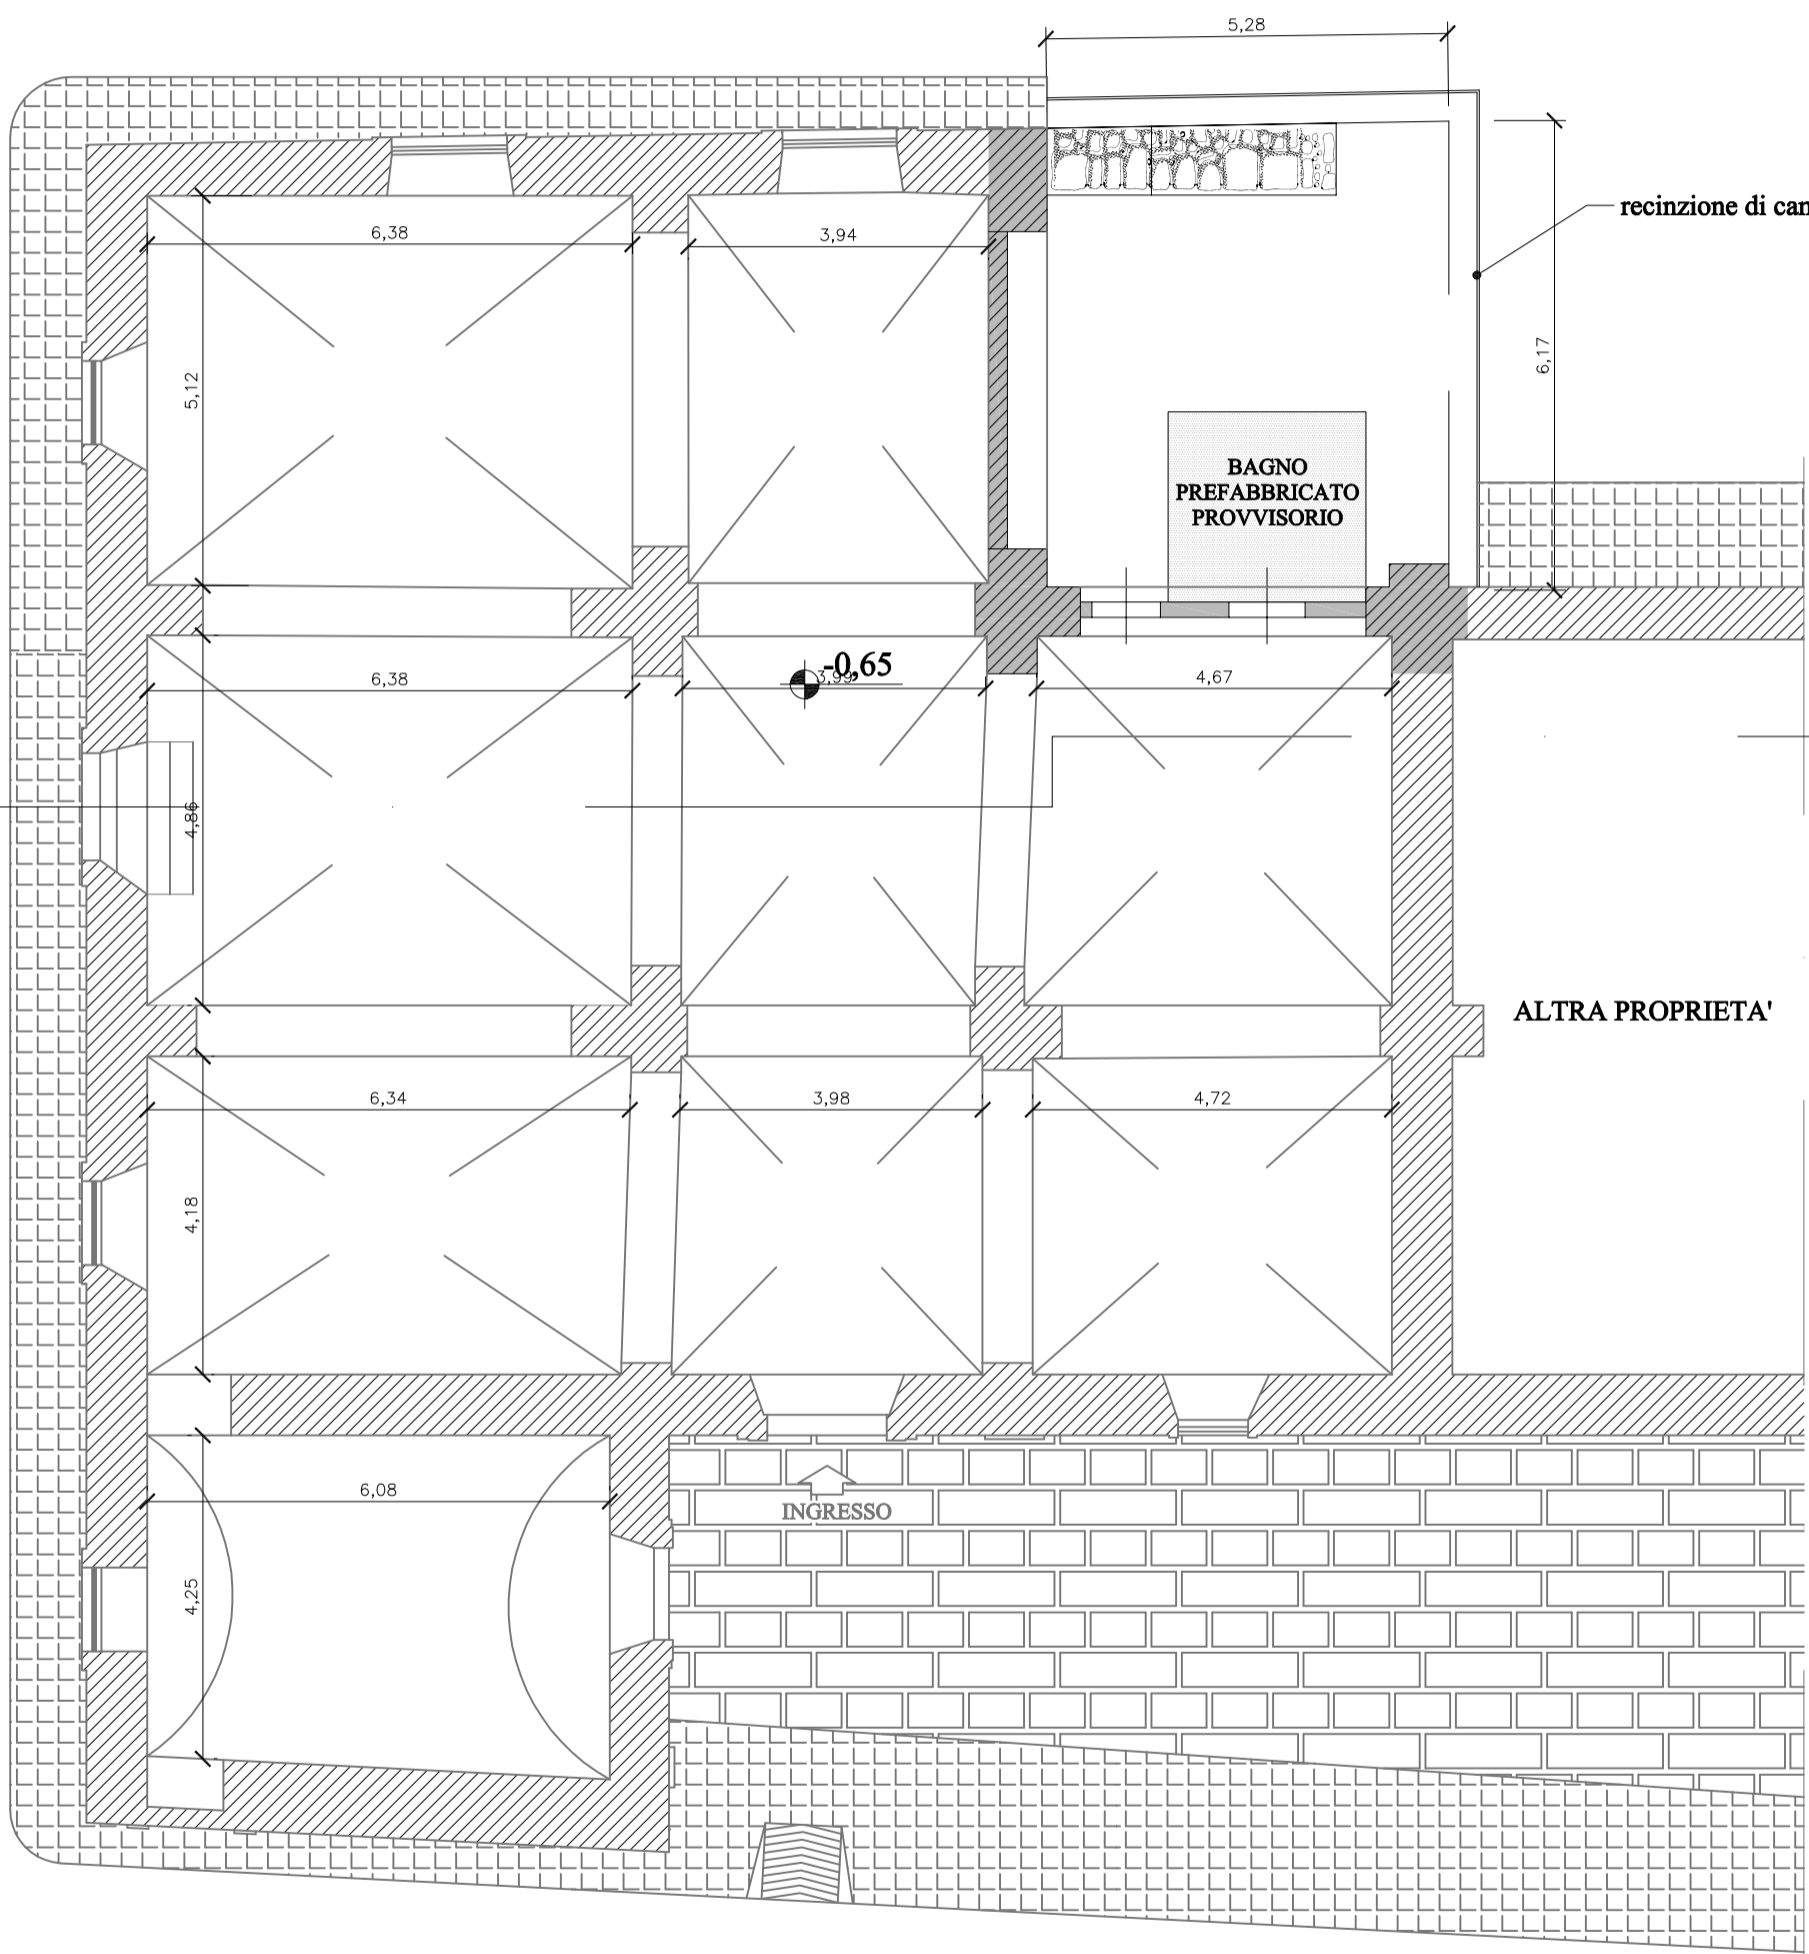 5,28
recinzione di can
6,38
3,94
5,12
6,17
BAGNO
PREFABBRICATO
PROVVISORIO
-0,65
6,38
3,99
4,67
4,86
ALTRA PROPRIETA'
6,34
3,98
4,72
4,18
6,08
INGRESSO
4,25